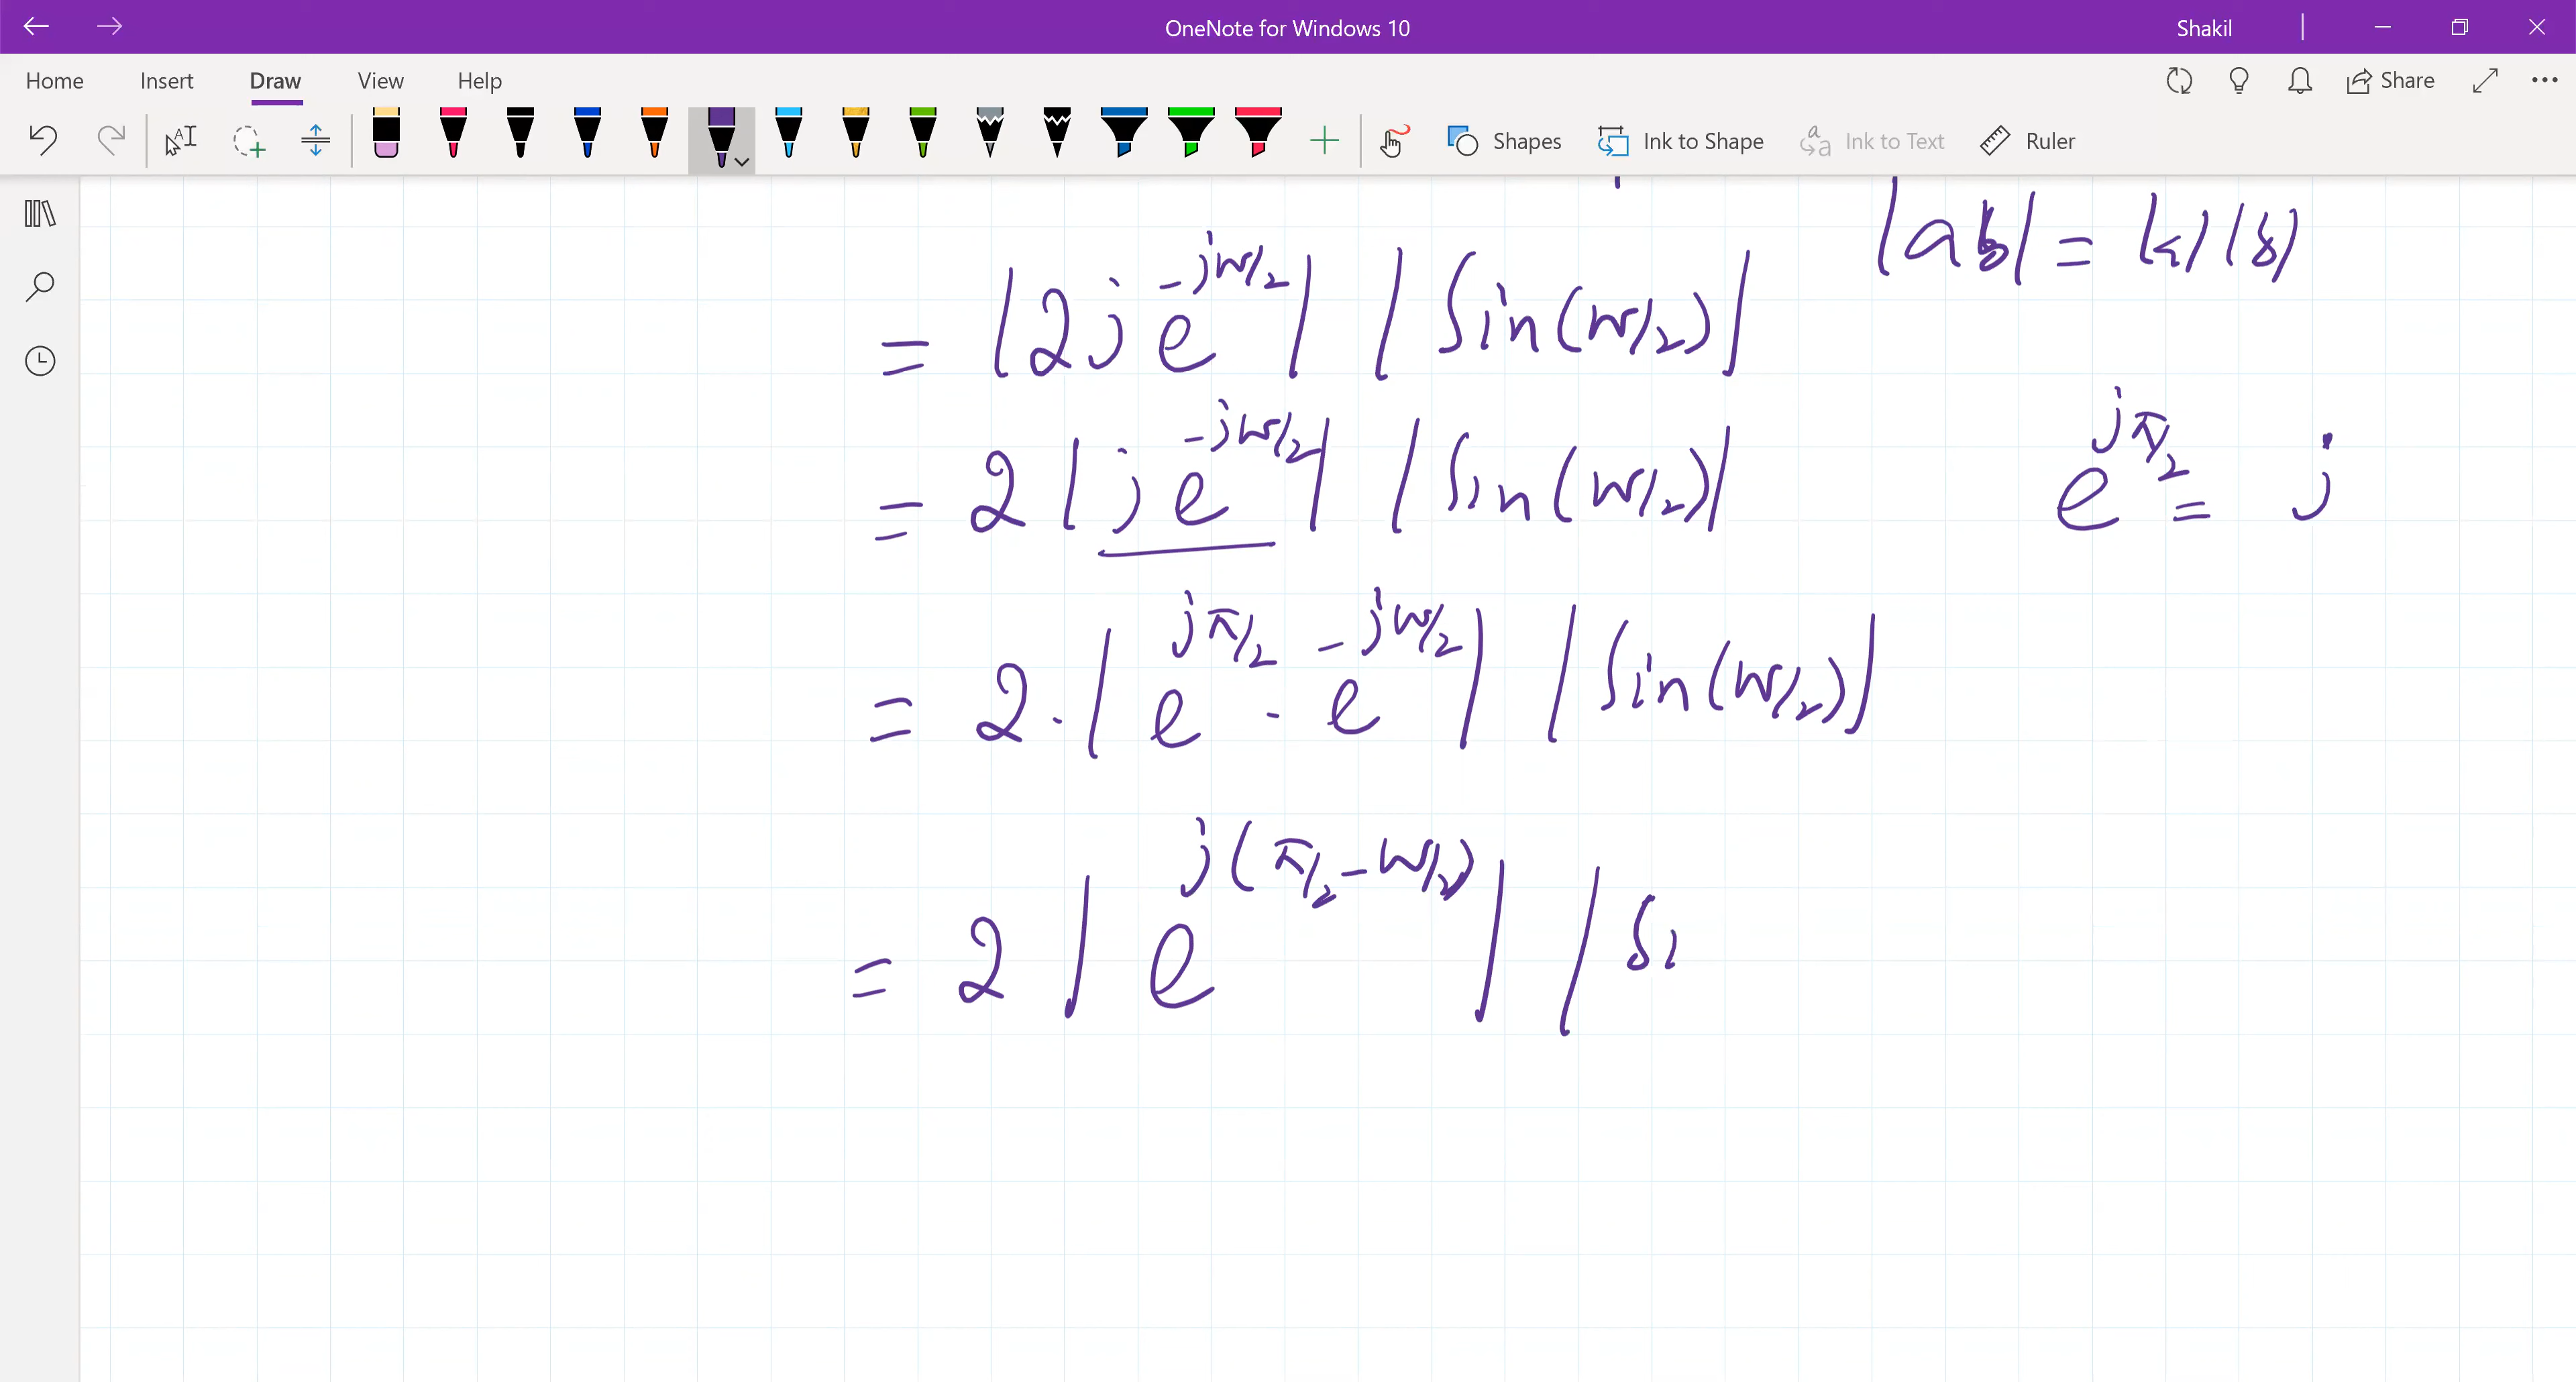 OneNote for Windows 10
Shakil
Home Insert Draw View Help
Share
Shapes Ink to Shape Ink to Text Ruler
|ab| = |a||b|
= |2j e^{-jw/2}| |Sin(w/2)|
= 2 |j e^{-jw/2}| |Sin(w/2)|
e^{jπ/2} = j
= 2 · |e^{jπ/2} · e^{-jw/2}| |Sin(w/2)|
= 2 |e^{j(π/2 - w/2)}| |Si